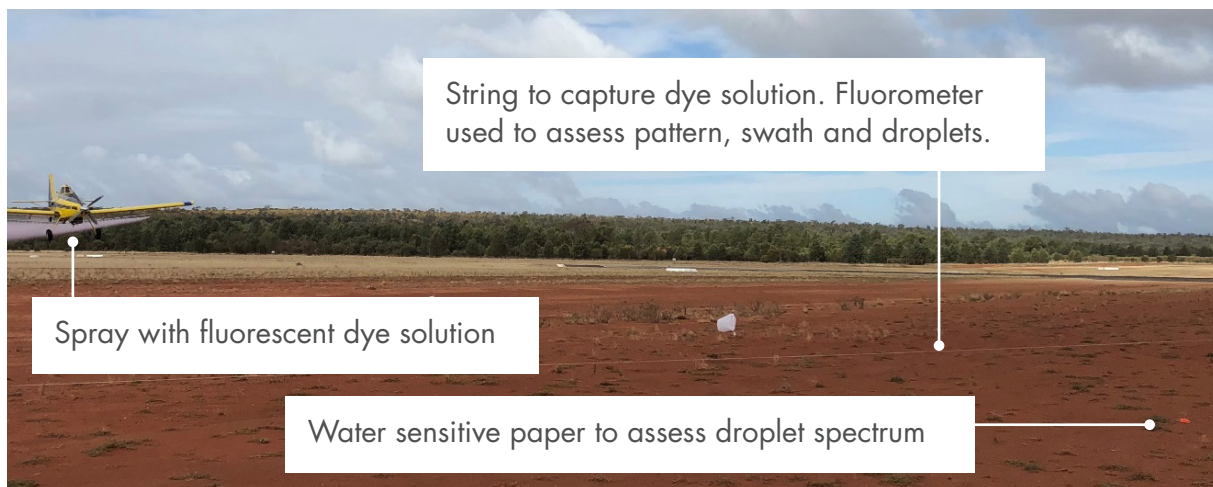 String to capture dye solution. Fluorometer
used to assess pattern, swath and droplets.
Spray with fluorescent dye solution
Water sensitive paper to assess droplet spectrum